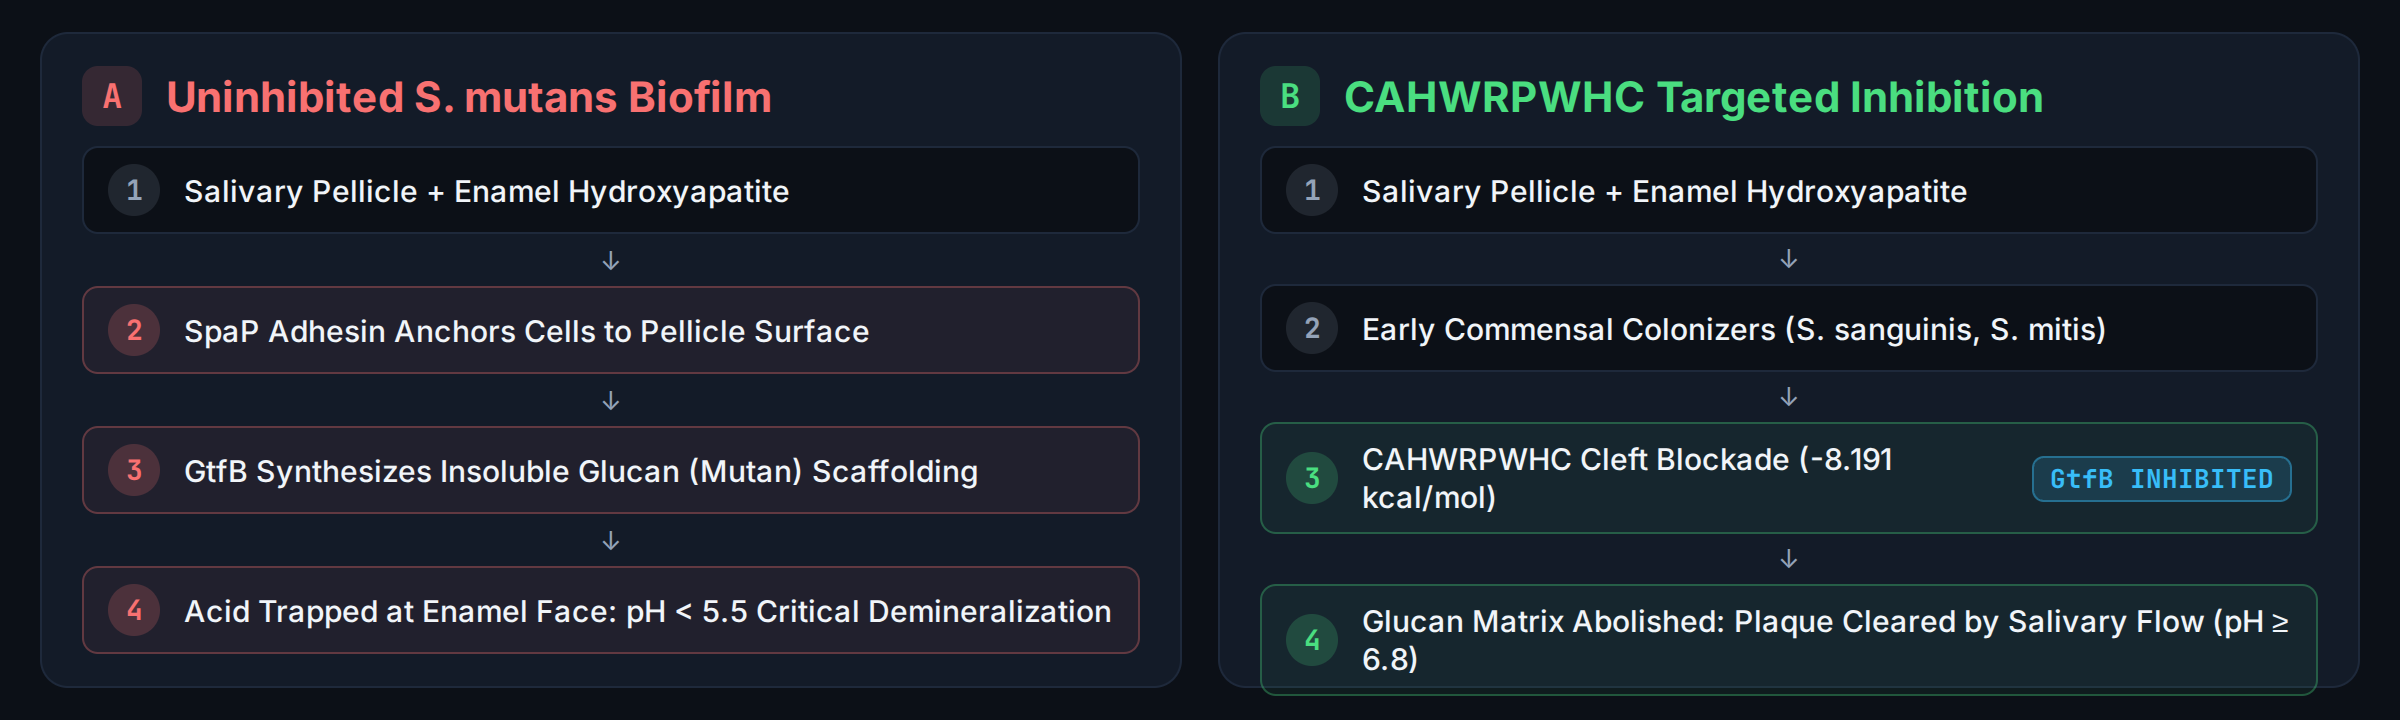 A Uninhibited S. mutans Biofilm
1 Salivary Pellicle + Enamel Hydroxyapatite
↓
2 SpaP Adhesin Anchors Cells to Pellicle Surface
↓
3 GtfB Synthesizes Insoluble Glucan (Mutan) Scaffolding
↓
4 Acid Trapped at Enamel Face: pH < 5.5 Critical Demineralization
B CAHWRPWHC Targeted Inhibition
1 Salivary Pellicle + Enamel Hydroxyapatite
↓
2 Early Commensal Colonizers (S. sanguinis, S. mitis)
↓
3 CAHWRPWHC Cleft Blockade (-8.191
kcal/mol)
GtfB INHIBITED
↓
4 Glucan Matrix Abolished: Plaque Cleared by Salivary Flow (pH ≥
6.8)